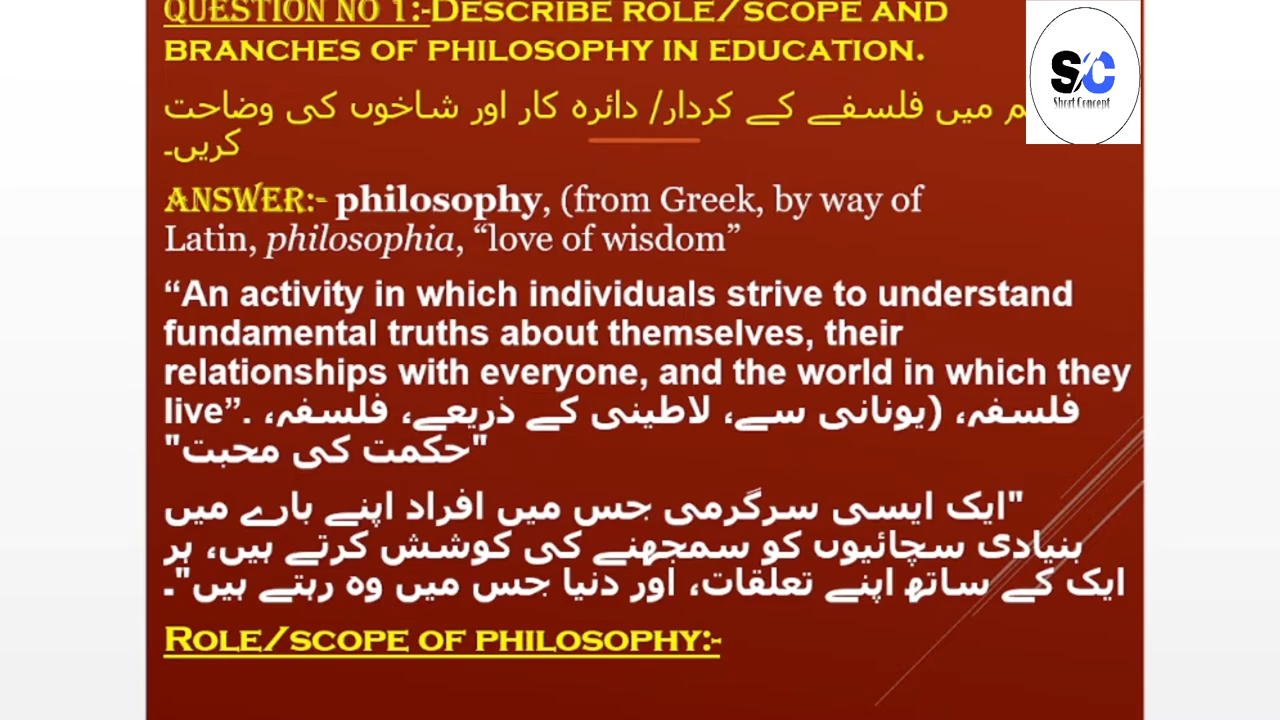 QUESTION NO 1:-DESCRIBE ROLE/SCOPE AND
BRANCHES OF PHILOSOPHY IN EDUCATION.
میں فلسفے کے کردار/ دائرہ کار اور شاخوں کی وضاحت
کریں۔
ANSWER:- philosophy, (from Greek, by way of
Latin, philosophia, “love of wisdom”
“An activity in which individuals strive to understand
fundamental truths about themselves, their
relationships with everyone, and the world in which they
live”. فلسفہ، (یونانی سے، لاطینی کے ذریعے، فلسفہ،
"حکمت کی محبت"
"ایک ایسی سرگرمی جس میں افراد اپنے بارے میں
بنیادی سچائیوں کو سمجھنے کی کوشش کرتے ہیں، ہر
ایک کے ساتھ اپنے تعلقات، اور دنیا جس میں وہ رہتے ہیں"۔
ROLE/SCOPE OF PHILOSOPHY:-
S/C
Short Concept